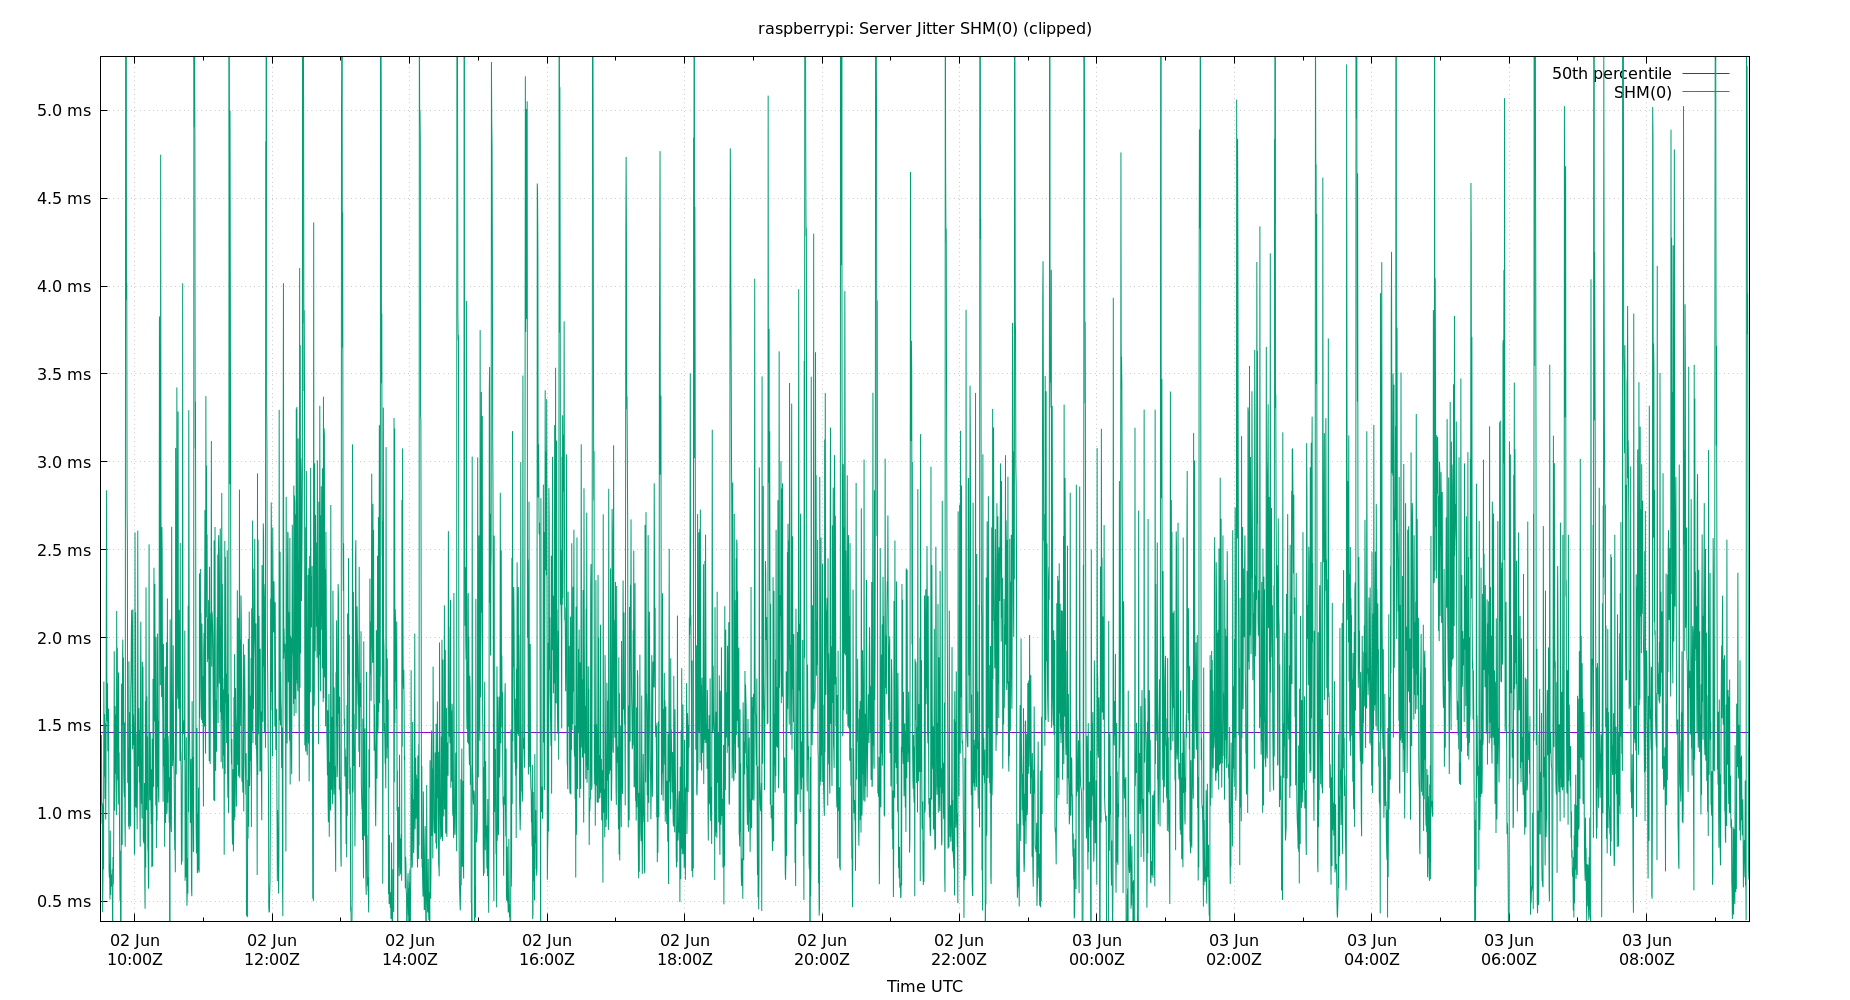 raspberrypi: Server Jitter SHM(0) (clipped)
50th percentile
SHM(0)
5.0 ms
4.5 ms
4.0 ms
3.5 ms
3.0 ms
2.5 ms
2.0 ms
1.5 ms
1.0 ms
0.5 ms
02 Jun 02 Jun 02 Jun 02 Jun 02 Jun 02 Jun 02 Jun 03 Jun 03 Jun 03 Jun 03 Jun 03 Jun
10:00Z 12:00Z 14:00Z 16:00Z 18:00Z 20:00Z 22:00Z 00:00Z 02:00Z 04:00Z 06:00Z 08:00Z
Time UTC